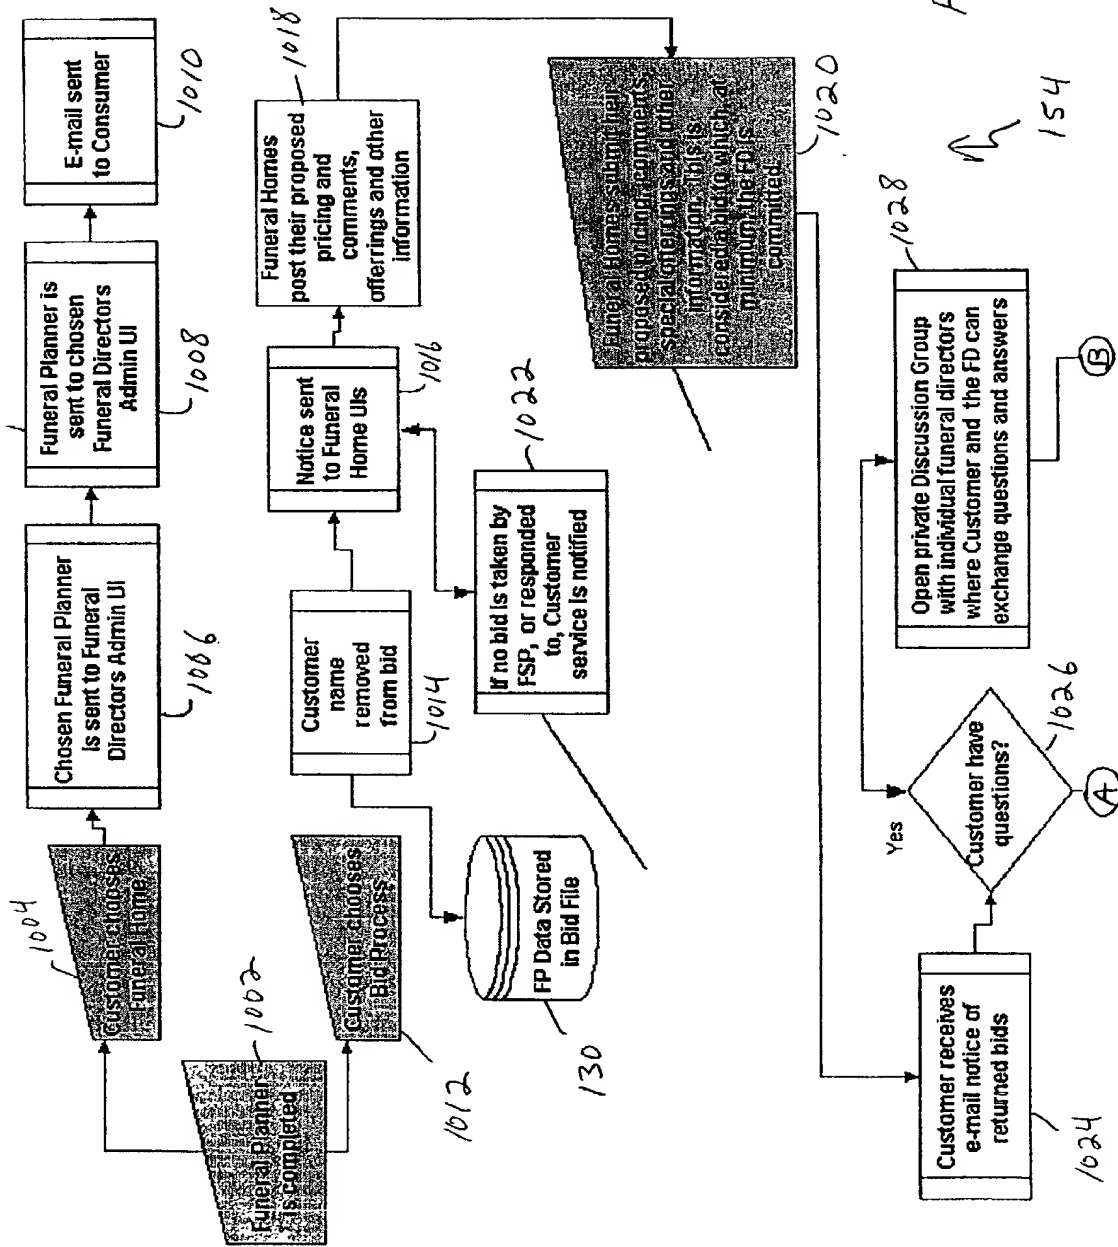 Funeral Planner
is completed
1002
Customer chooses
Funeral Home
1004
Chosen Funeral Planner
is sent to Funeral
Directors Admin UI
1006
Funeral Planner is
sent to chosen
Funeral Directors
Admin UI
1008
E-mail sent
to Consumer
1010
Customer chooses
Bid Process
1012
FP Data Stored
in Bid File
130
Customer
name
removed
from bid
1014
Notice sent
to Funeral
Home UIs
1016
Funeral Homes
post their proposed
pricing and
comments,
offerrings and other
information
1018
If no bid is taken by
FSP, or responded
to, Customer
service is notified
1022
Funeral Homes submit their
proposed pricing, comments,
special offerings and other
information. This is
considered a bid to which, at
minimum, the FD is
committed.
1020
Customer receives
e-mail notice of
returned bids
1024
Yes
Customer have
questions?
1026
A
Open private Discussion Group
with individual funeral directors
where Customer and the FD can
exchange questions and answers
1028
B
154